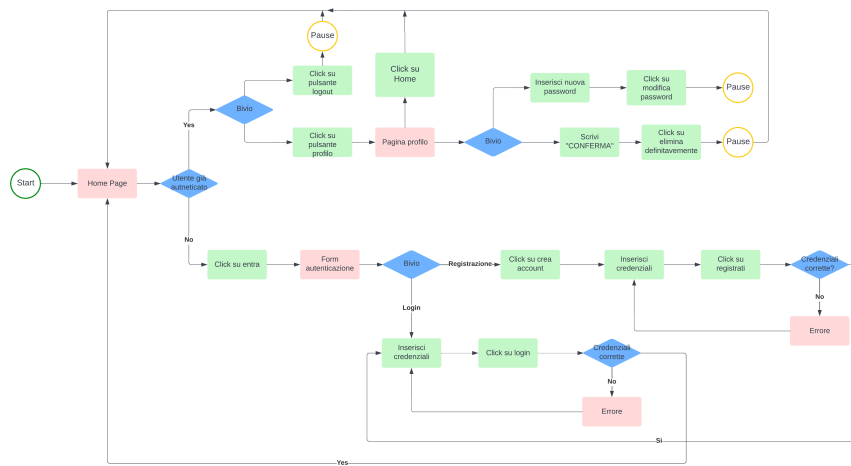 Pause
Click su
pulsante
logout
Click su
Home
Inserisci nuova
password
Click su
modifica
password
Pause
Bivio
Yes
Click su
pulsante
profilo
Pagina profilo
Bivio
Scrivi
"CONFERMA"
Click su
elimina
definitavemente
Pause
Start
Home Page
Utente già
autneticato
No
Click su entra
Form
autenticazione
Bivio
Registrazione
Click su crea
account
Inserisci
credenziali
Click su
registrati
Credenziali
corrette?
No
Errore
Login
Inserisci
credenziali
Click su login
Credenziali
corrette
No
Errore
Si
Yes